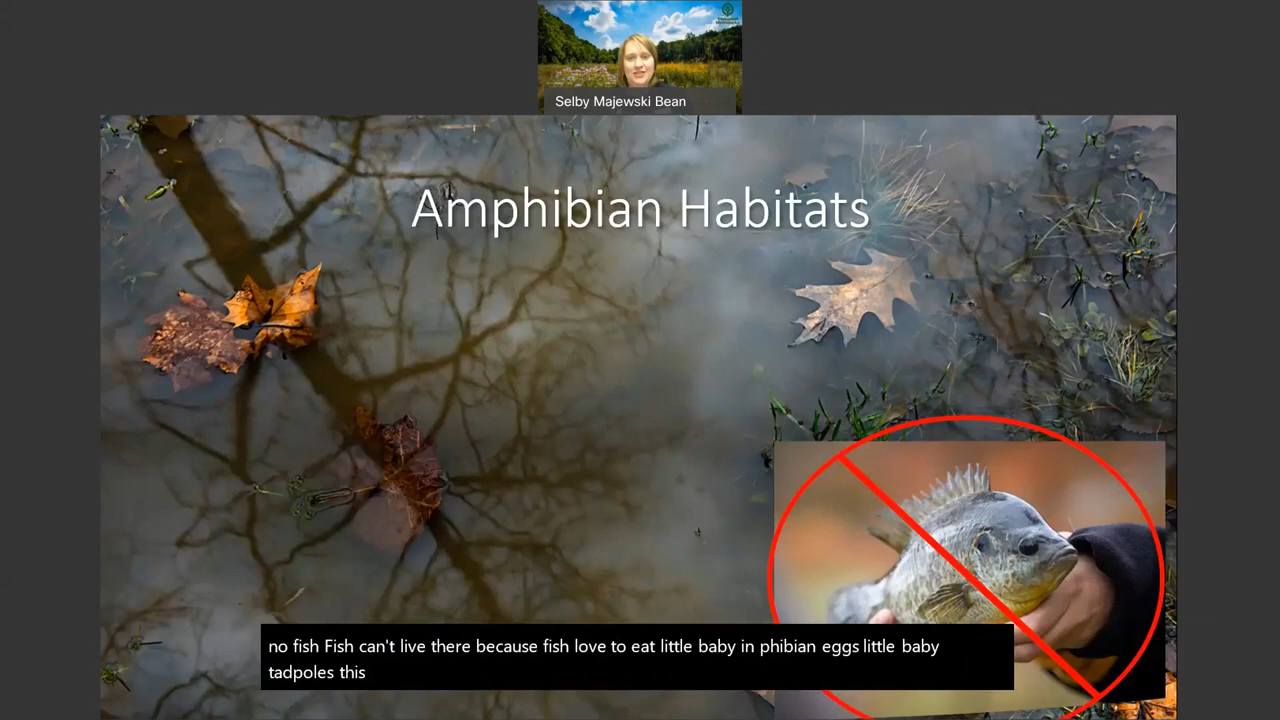 Selby Majewski Bean
Amphibian Habitats
no fish Fish can't live there because fish love to eat little baby in phibian eggs little baby
tadpoles this